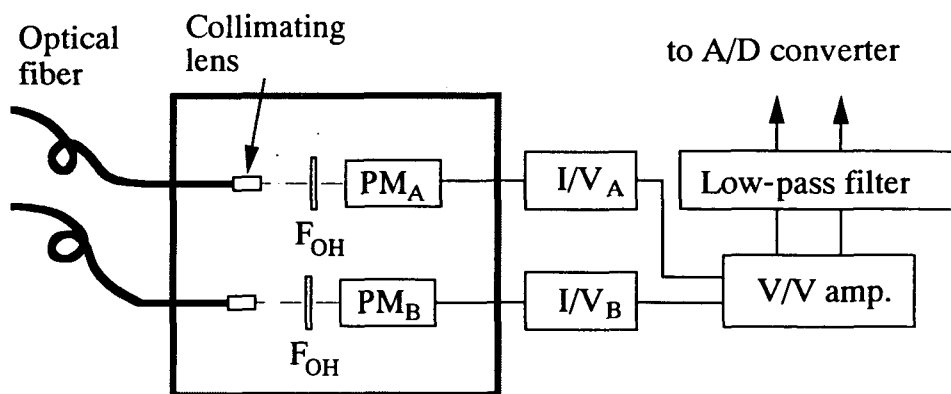 Optical
fiber
Collimating
lens
to A/D converter
PM_A
I/V_A
Low-pass filter
F_OH
PM_B
I/V_B
V/V amp.
F_OH